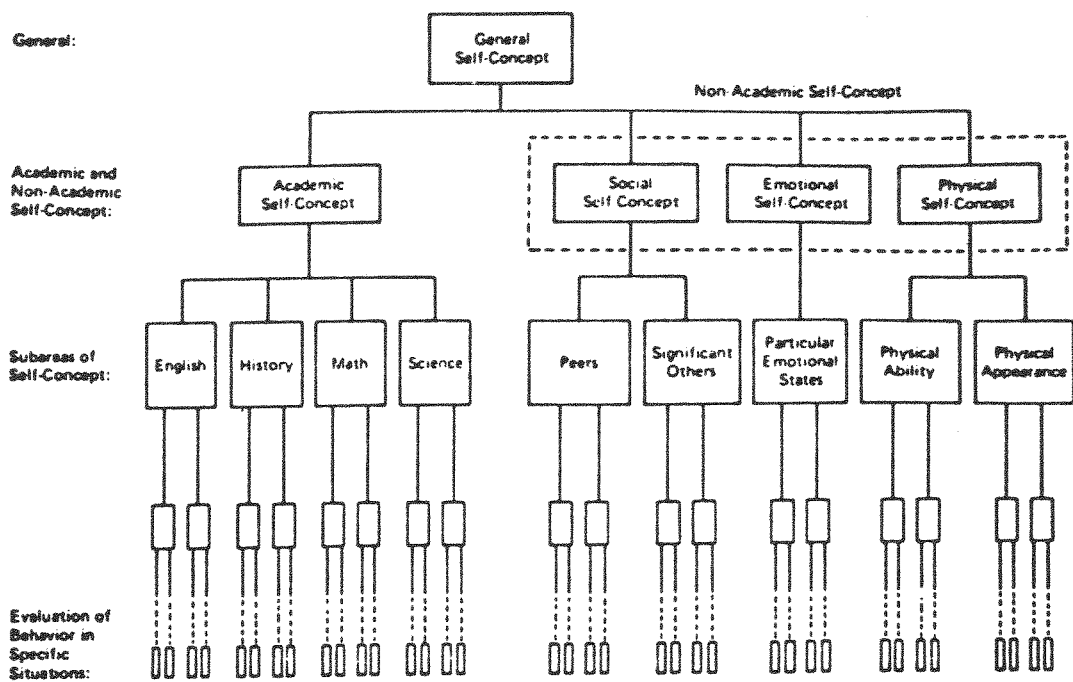 General:
General
Self-Concept
Non-Academic Self-Concept
Academic and
Non-Academic
Self-Concept:
Academic
Self-Concept
Social
Self Concept
Emotional
Self-Concept
Physical
Self-Concept
Subareas of
Self-Concept:
English
History
Math
Science
Peers
Significant
Others
Particular
Emotional
States
Physical
Ability
Physical
Appearance
Evaluation of
Behavior in
Specific
Situations: